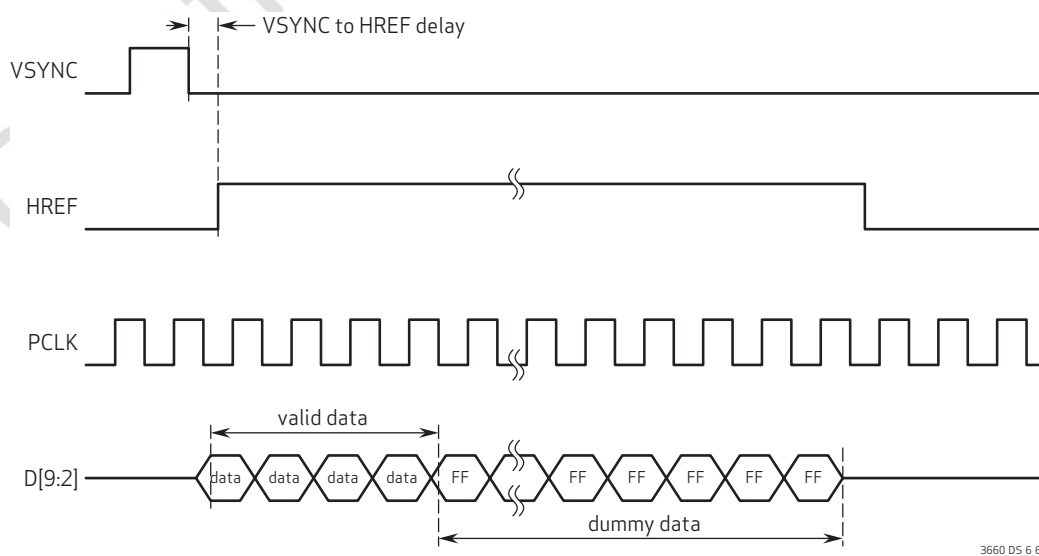 VSYNC to HREF delay
VSYNC
HREF
PCLK
valid data
D[9:2]
data data data data FF FF FF FF FF FF
dummy data
3660 DS 6 6